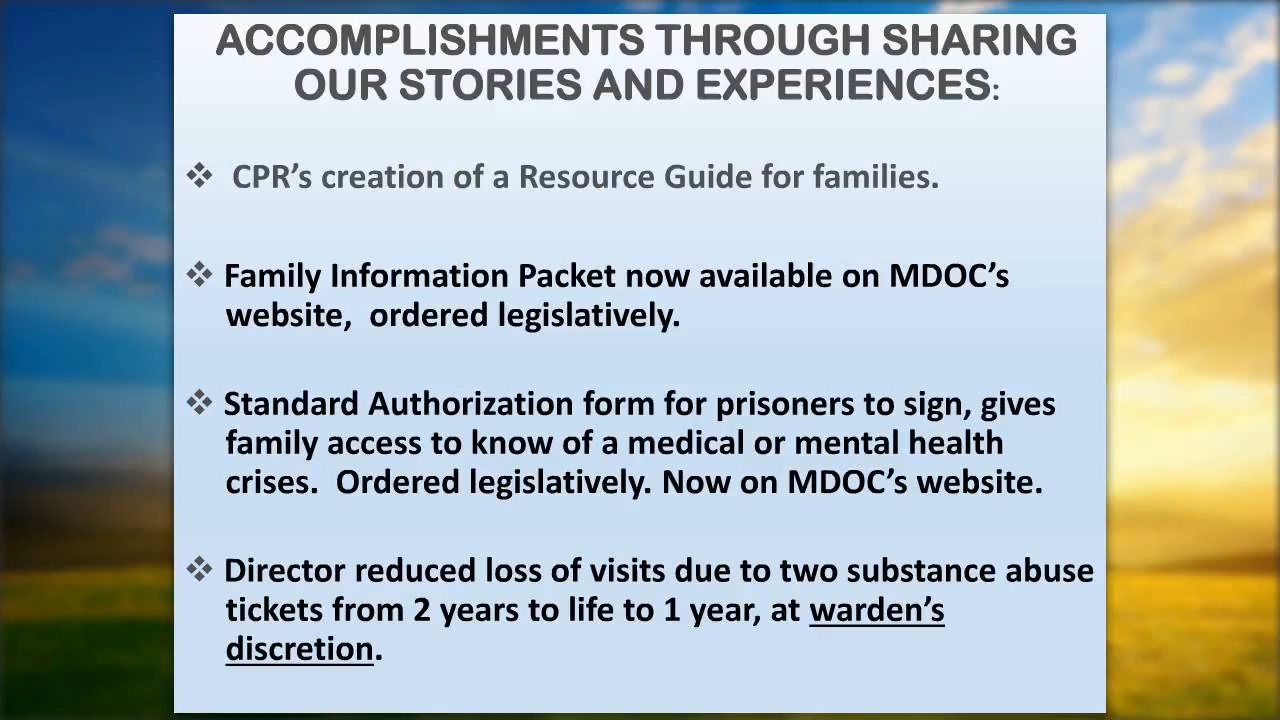 ACCOMPLISHMENTS THROUGH SHARING
OUR STORIES AND EXPERIENCES:
❖ CPR’s creation of a Resource Guide for families.
❖ Family Information Packet now available on MDOC’s
website, ordered legislatively.
❖ Standard Authorization form for prisoners to sign, gives
family access to know of a medical or mental health
crises. Ordered legislatively. Now on MDOC’s website.
❖ Director reduced loss of visits due to two substance abuse
tickets from 2 years to life to 1 year, at warden’s
discretion.